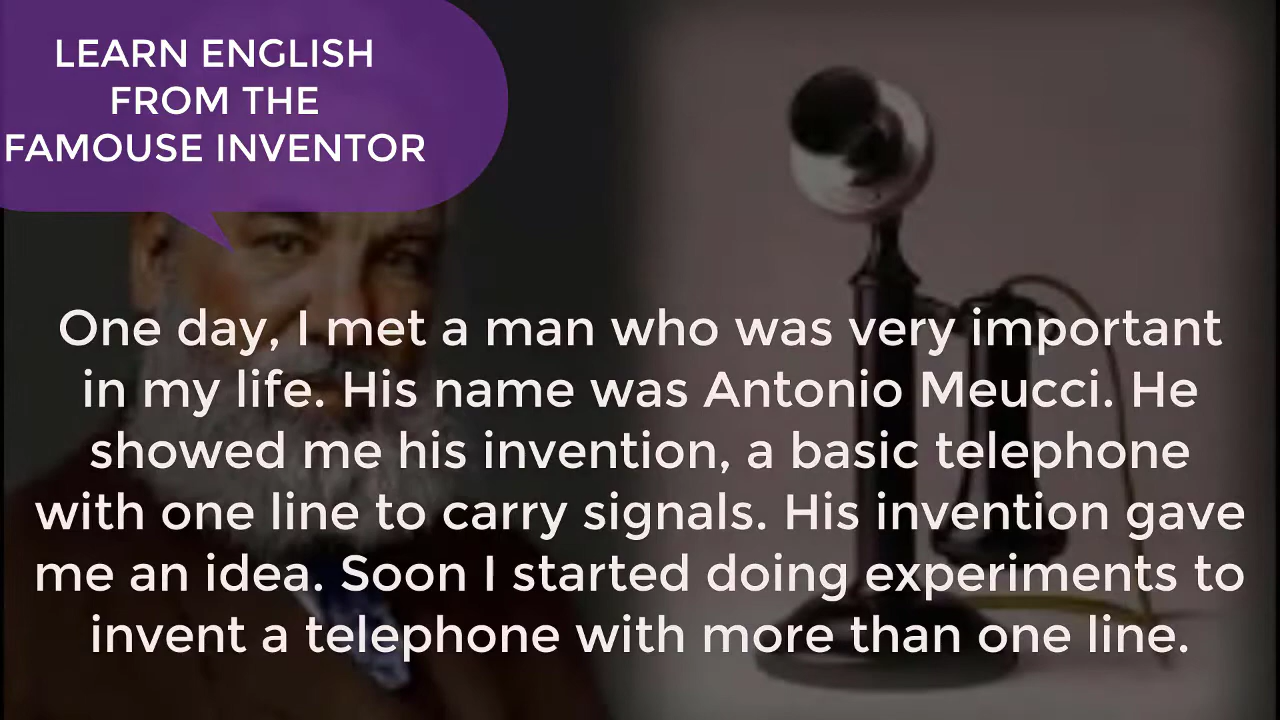 LEARN ENGLISH
FROM THE
FAMOUSE INVENTOR
One day, I met a man who was very important
in my life. His name was Antonio Meucci. He
showed me his invention, a basic telephone
with one line to carry signals. His invention gave
me an idea. Soon I started doing experiments to
invent a telephone with more than one line.